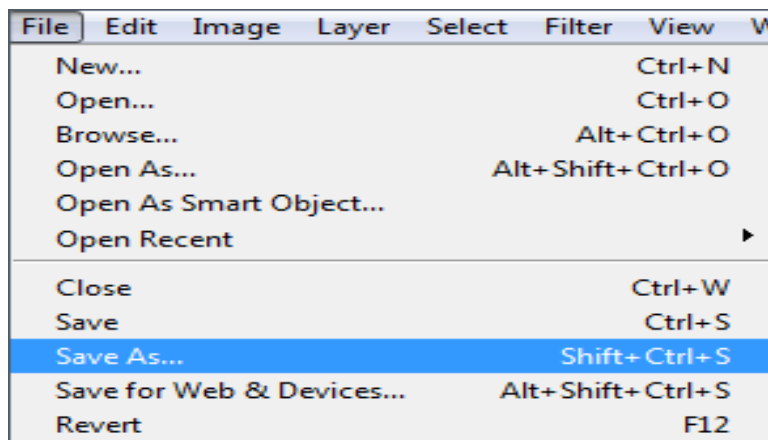 File Edit Image Layer Select Filter View
New... Ctrl+N
Open... Ctrl+O
Browse... Alt+Ctrl+O
Open As... Alt+Shift+Ctrl+O
Open As Smart Object...
Open Recent
Close Ctrl+W
Save Ctrl+S
Save As... Shift+Ctrl+S
Save for Web & Devices... Alt+Shift+Ctrl+S
Revert F12